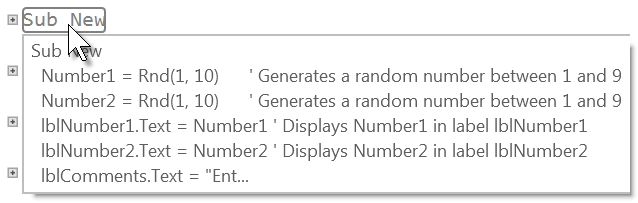 Sub New
Sub New
Number1 = Rnd(1, 10) ' Generates a random number between 1 and 9
Number2 = Rnd(1, 10) ' Generates a random number between 1 and 9
lblNumber1.Text = Number1 ' Displays Number1 in label lblNumber1
lblNumber2.Text = Number2 ' Displays Number2 in label lblNumber2
lblComments.Text = "Ent...